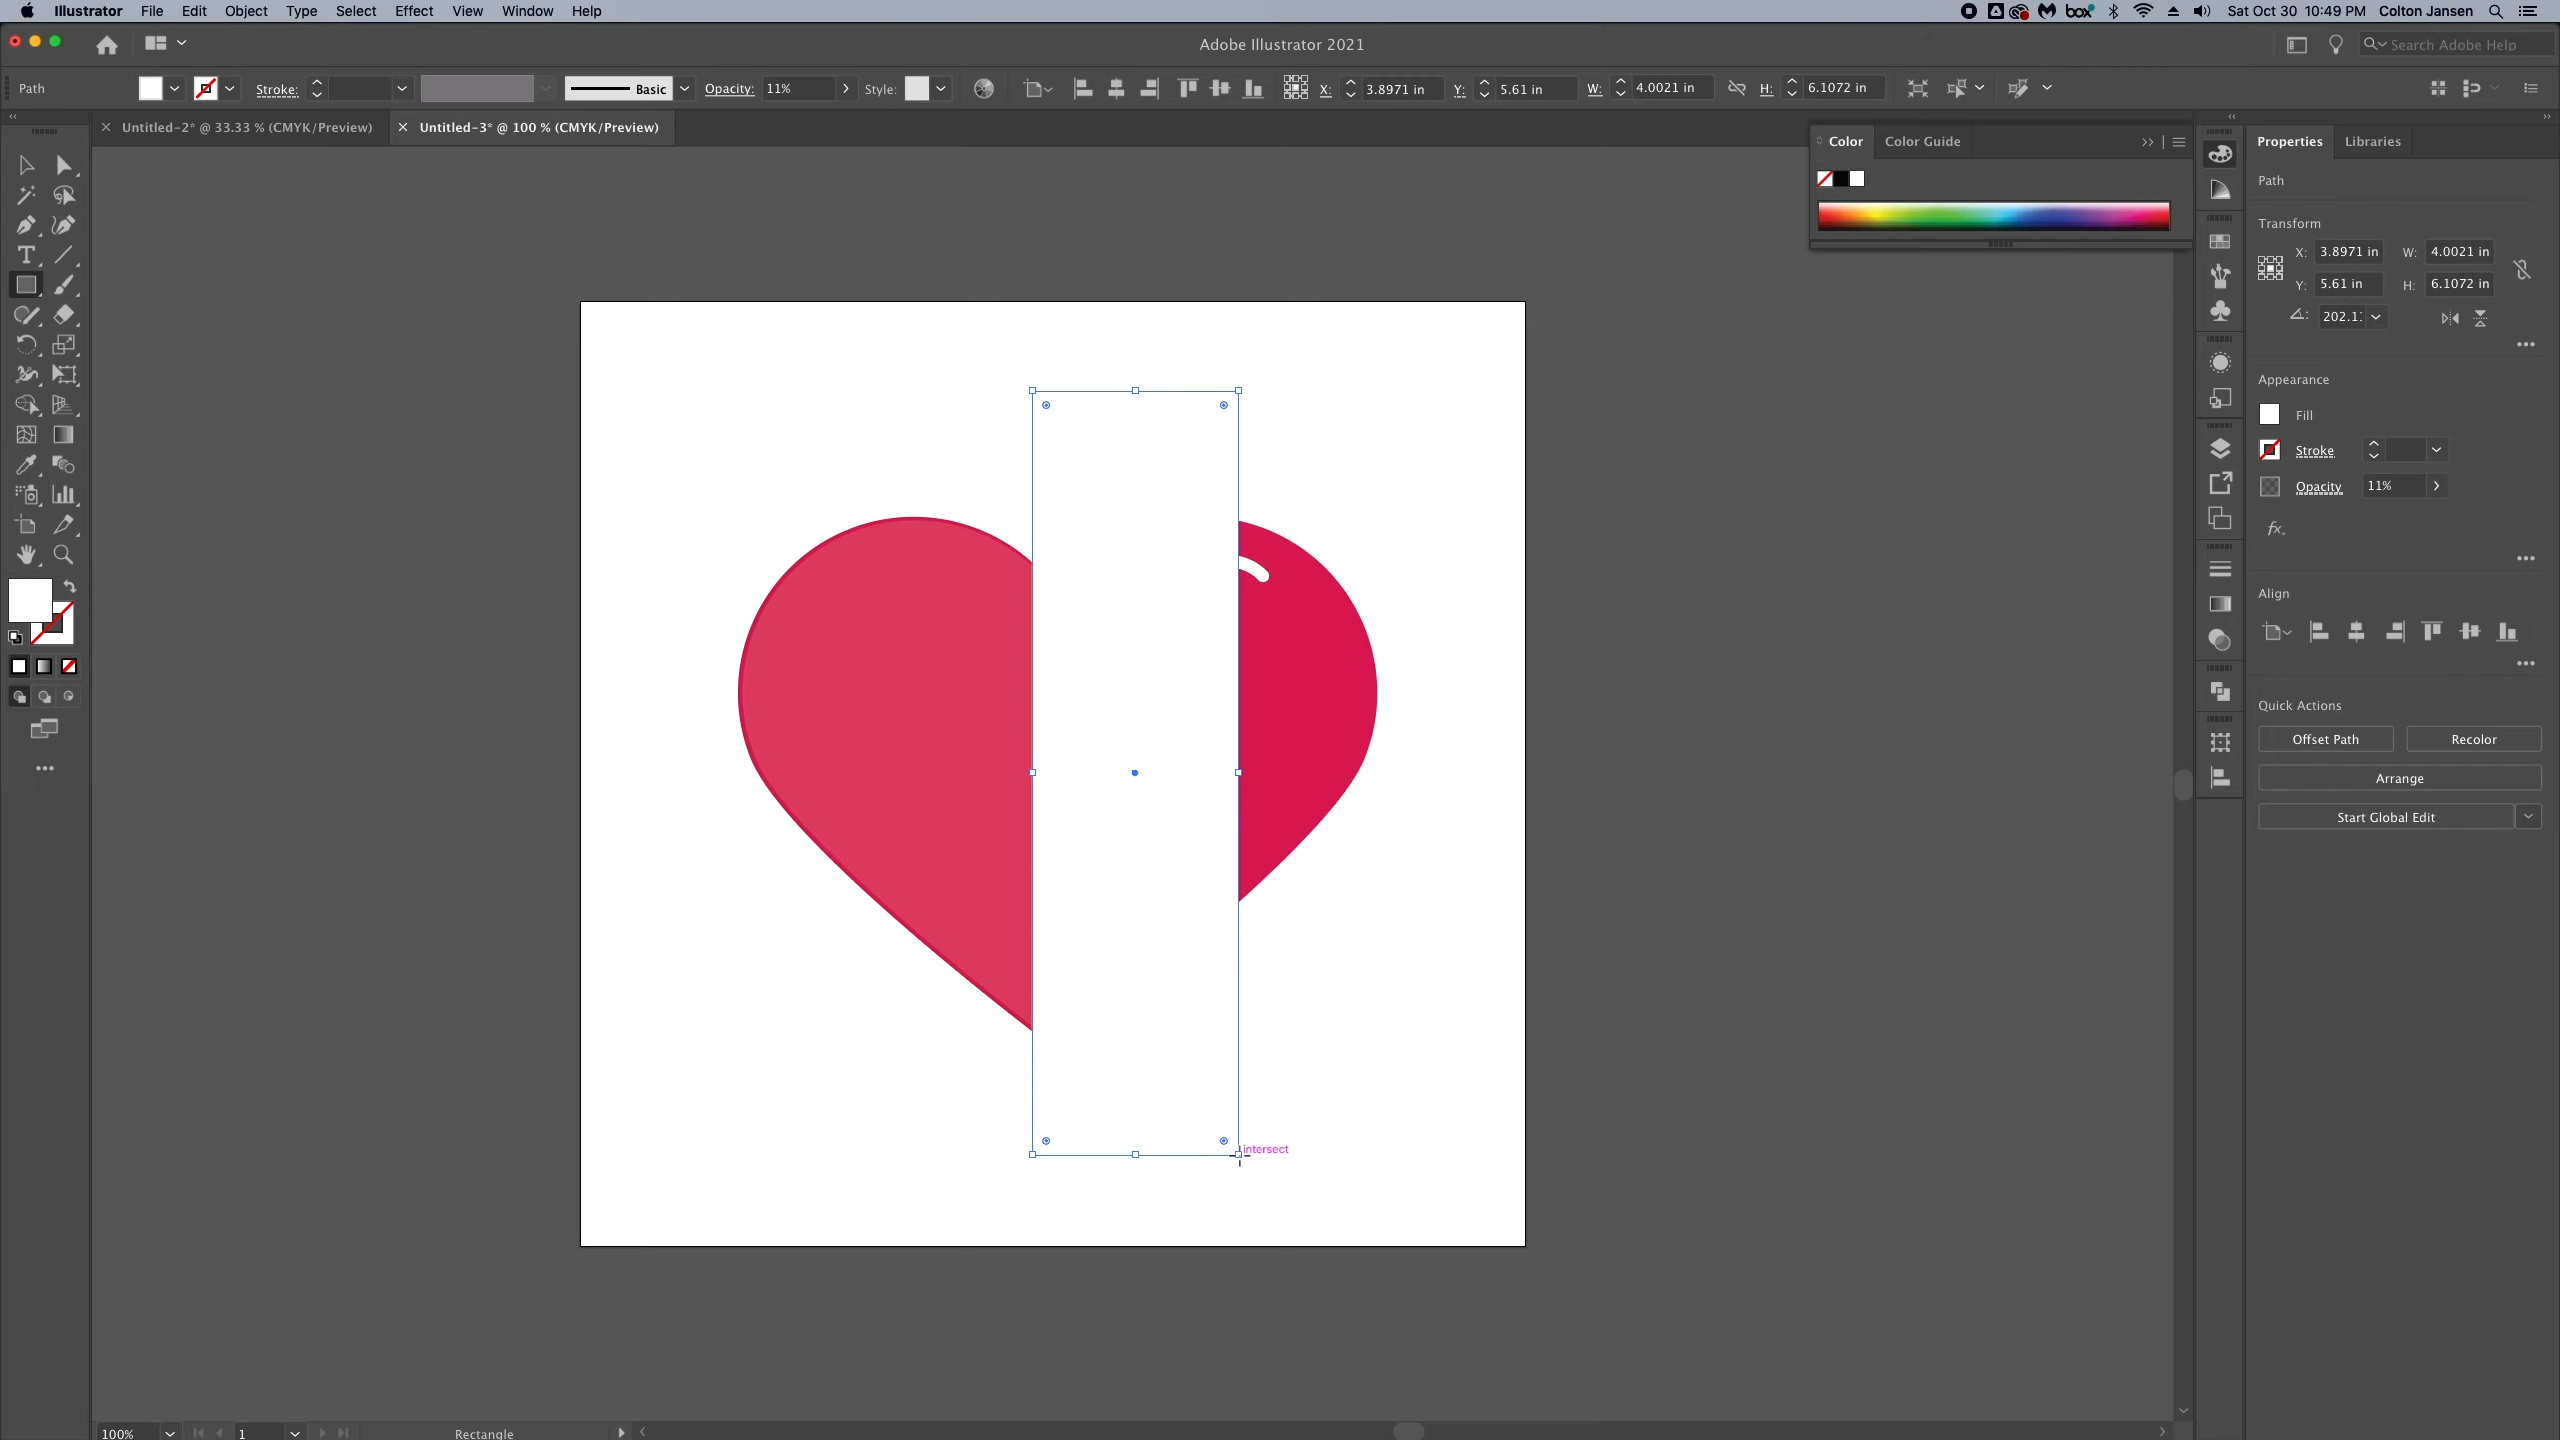 Illustrator File Edit Object Type Select Effect View Window Help
box Sat Oct 30 10:49 PM Colton Jansen
Adobe Illustrator 2021
Search Adobe Help
Path Stroke: Basic Opacity: 11% Style: X: 3.8971 in Y: 5.61 in W: 4.0021 in H: 6.1072 in
Untitled-2* @ 33.33 % (CMYK/Preview) Untitled-3* @ 100 % (CMYK/Preview)
Color Color Guide
Properties Libraries
Path
Transform
X: 3.8971 in W: 4.0021 in
Y: 5.61 in H: 6.1072 in
202.1
Appearance
Fill
Stroke
Opacity 11%
fx.
Align
Quick Actions
Offset Path Recolor
Arrange
Start Global Edit
intersect
100% 1 Rectangle